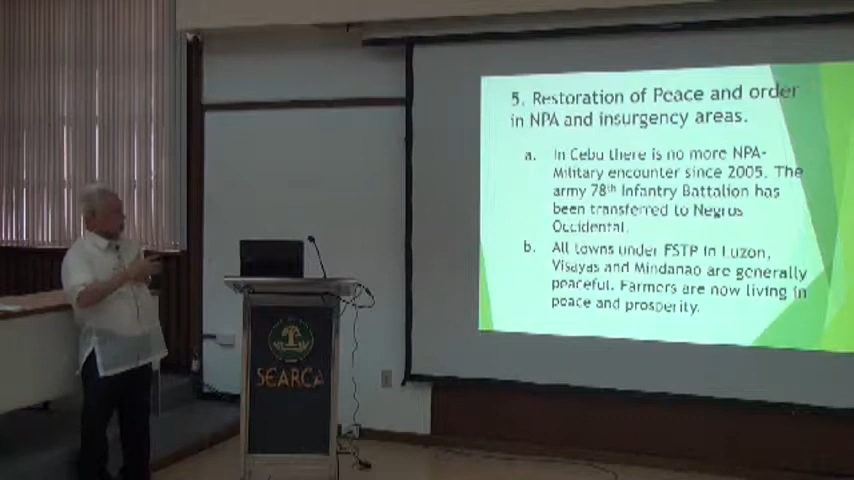 5. Restoration of Peace and order
in NPA and insurgency areas.
a. In Cebu there is no more NPA-
Military encounter since 2005. The
army 78th Infantry Battalion has
been transferred to Negros
Occidental.
b. All towns under FSTP in Luzon,
Visayas and Mindanao are generally
peaceful. Farmers are now living in
peace and prosperity.
SEARCA